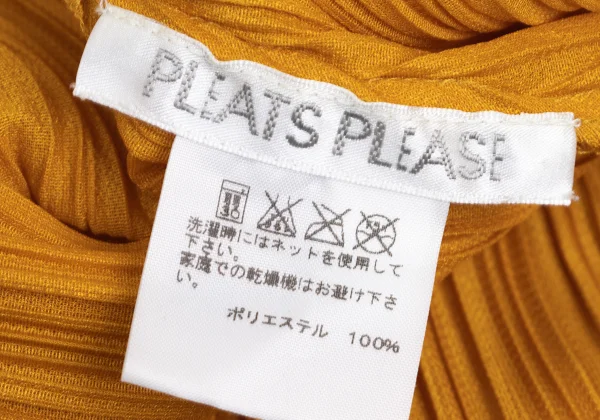 PLEATS PLEASE
洗濯時にはネットを使用して
下さい。
家庭での乾燥機はお避け下さ
い。
ポリエステル 100%